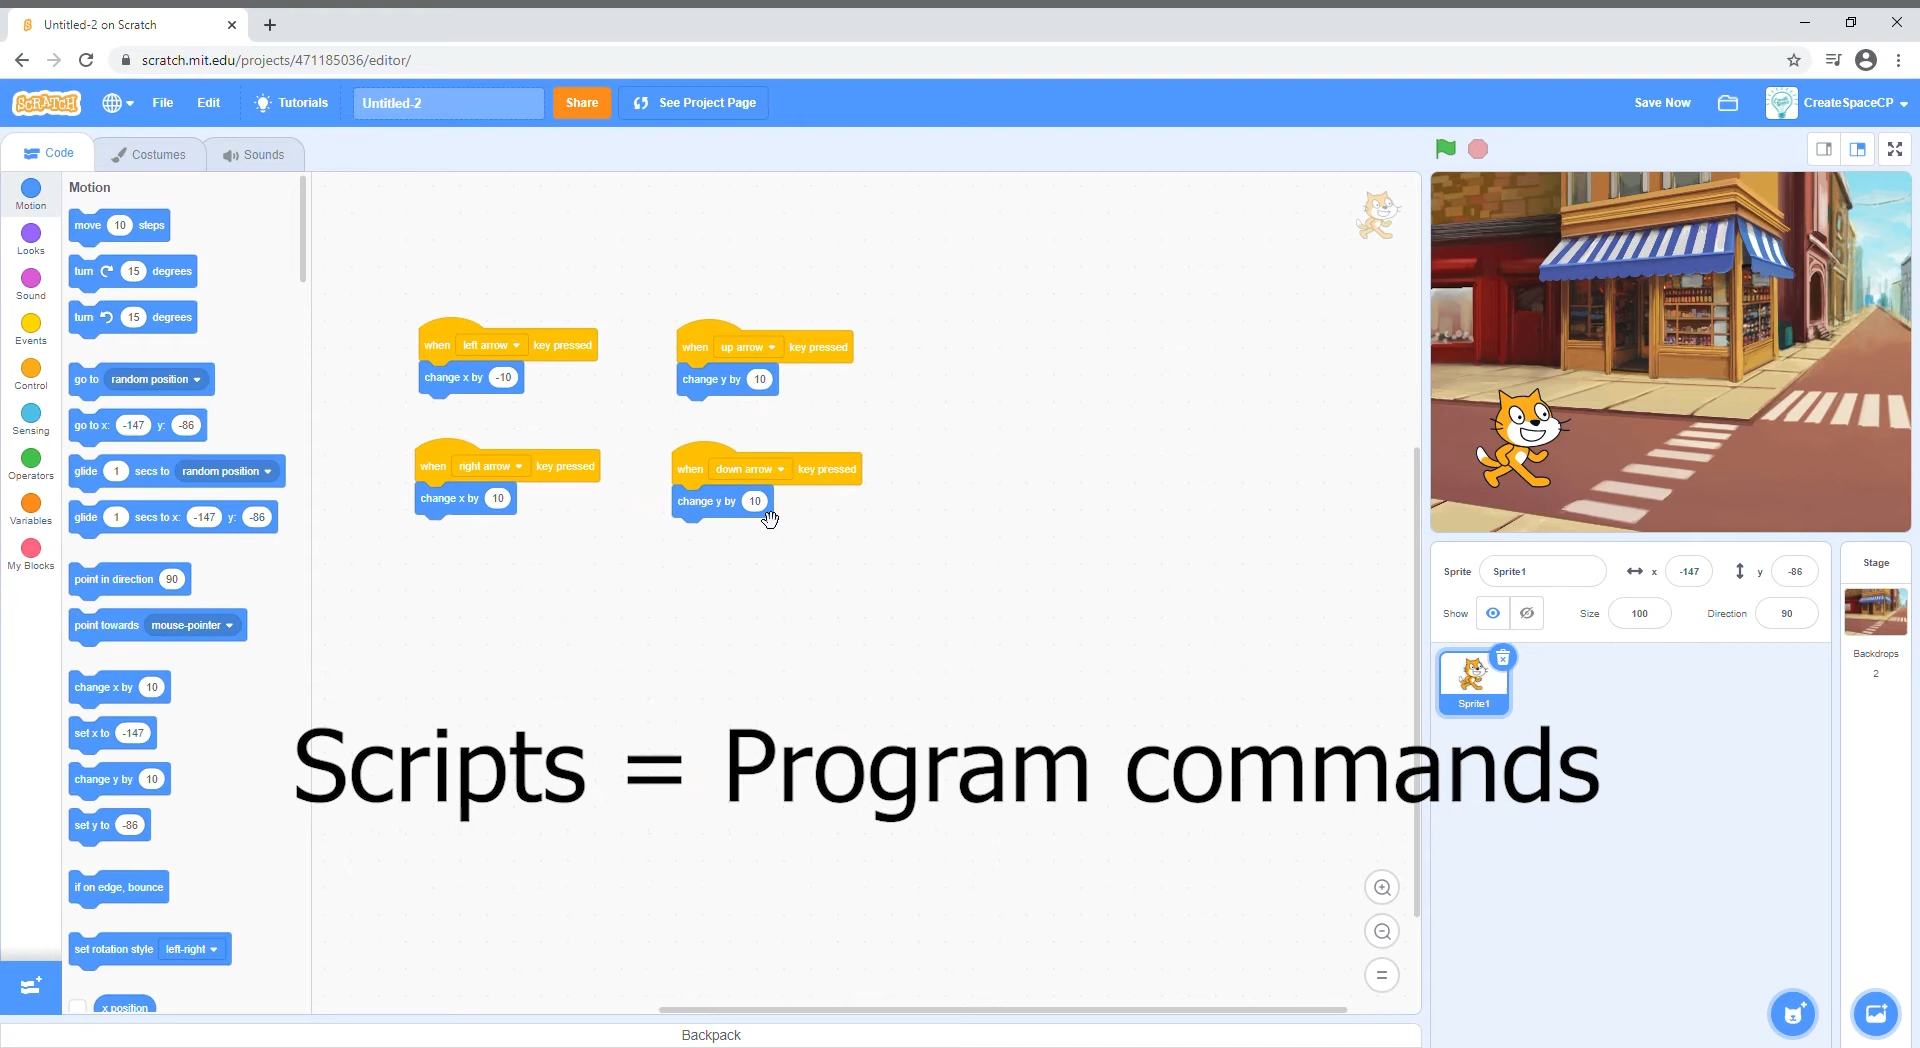 Untitled-2 on Scratch
scratch.mit.edu/projects/471185036/editor/
SCRATCH File Edit Tutorials Untitled-2 Share See Project Page Save Now CreateSpaceCP
Code Costumes Sounds
Motion
Looks
Sound
Events
Control
Sensing
Operators
Variables
My Blocks
Motion
move 10 steps
turn 15 degrees
turn 15 degrees
go to random position
go to x: -147 y: -86
glide 1 secs to random position
glide 1 secs to x: -147 y: -86
point in direction 90
point towards mouse-pointer
change x by 10
set x to -147
change y by 10
set y to -86
if on edge, bounce
set rotation style left-right
x position
when left arrow key pressed
change x by -10
when up arrow key pressed
change y by 10
when right arrow key pressed
change x by 10
when down arrow key pressed
change y by 10
Scripts = Program commands
Sprite Sprite1 x -147 y -86
Show Size 100 Direction 90
Sprite1
Stage
Backdrops
2
Backpack